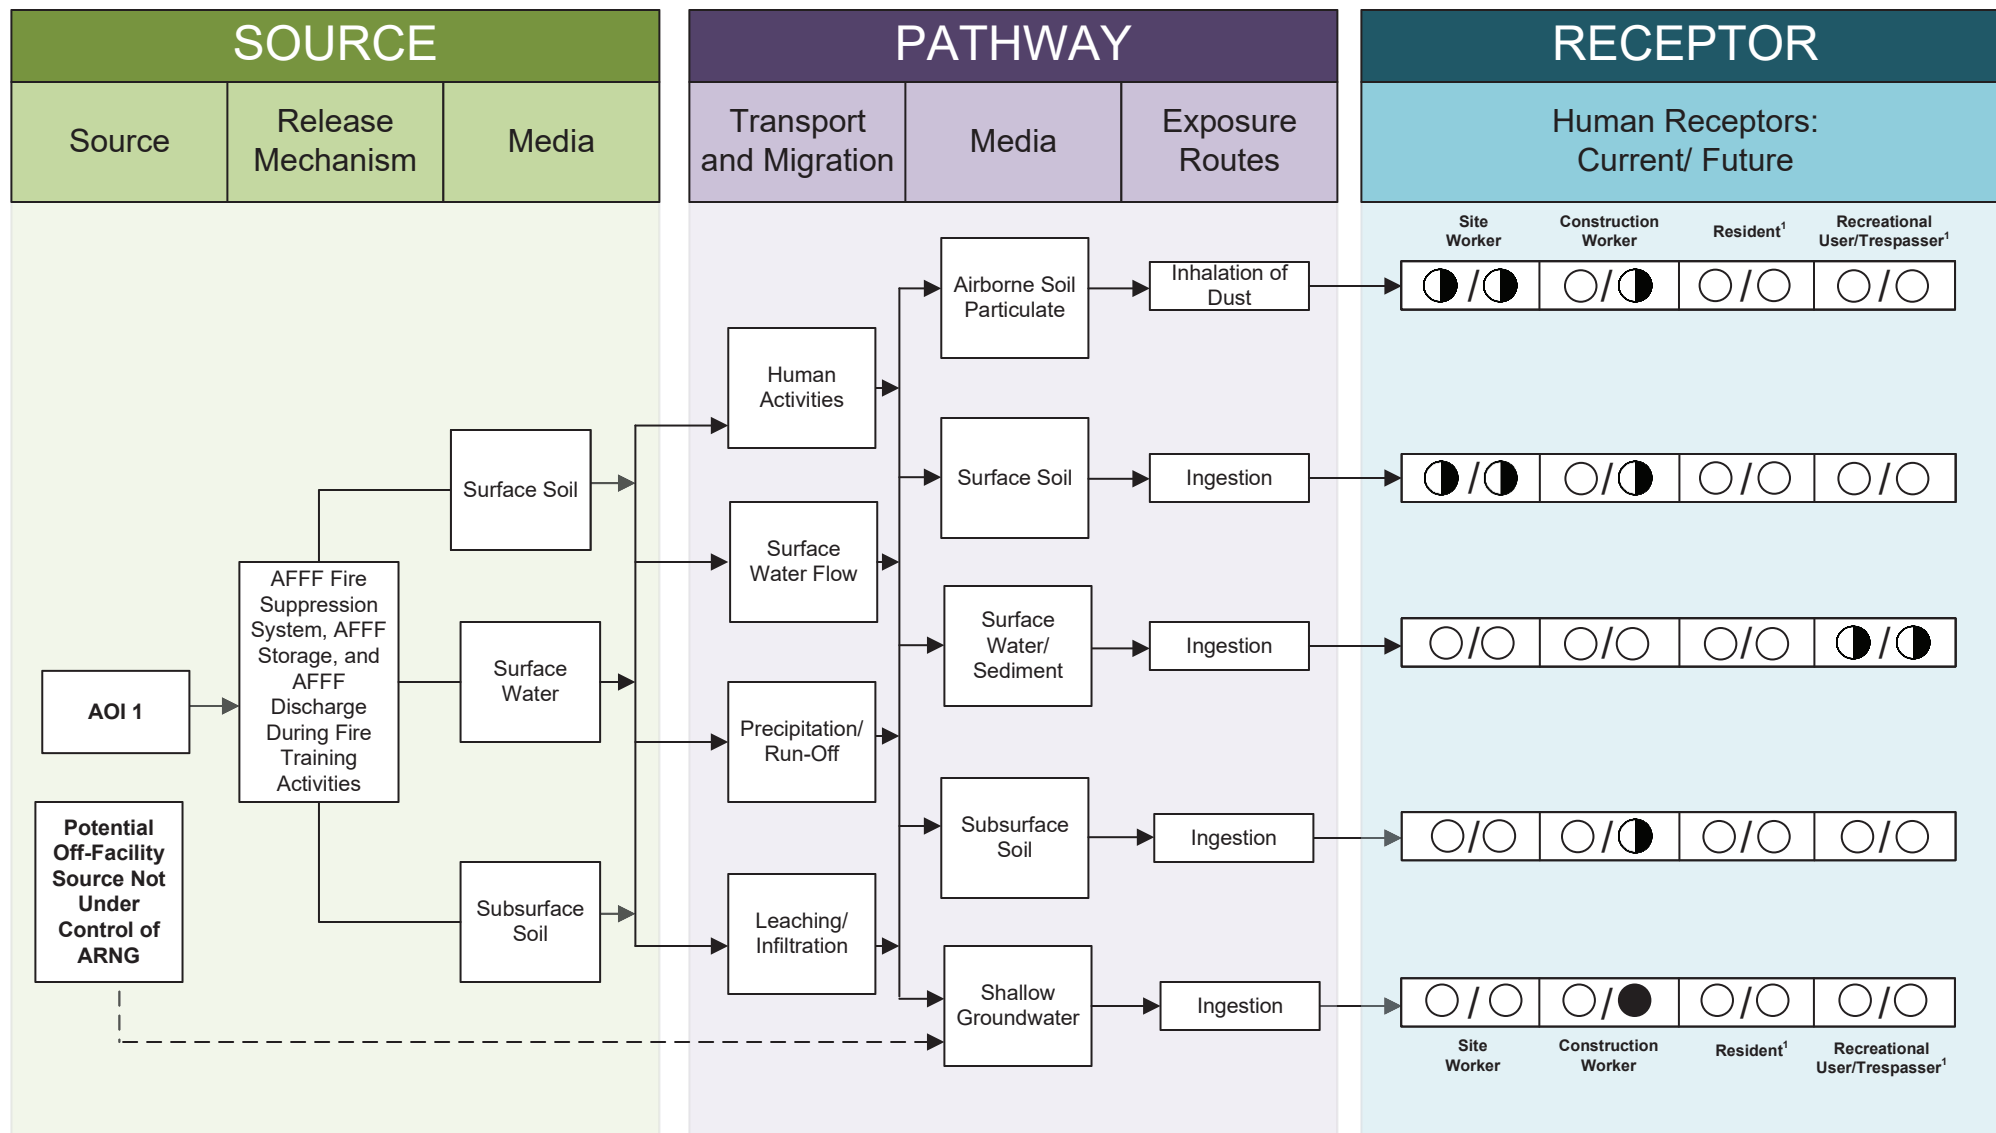 SOURCE
PATHWAY
RECEPTOR
Source
Release
Mechanism
Media
Transport
and Migration
Media
Exposure
Routes
Human Receptors:
Current/ Future
Site
Worker
Construction
Worker
Resident¹
Recreational
User/Trespasser¹
AOI 1
Potential
Off-Facility
Source Not
Under
Control of
ARNG
AFFF Fire
Suppression
System, AFFF
Storage, and
AFFF
Discharge
During Fire
Training
Activities
Surface Soil
Surface
Water
Subsurface
Soil
Human
Activities
Surface
Water Flow
Precipitation/
Run-Off
Leaching/
Infiltration
Airborne Soil
Particulate
Surface Soil
Surface
Water/
Sediment
Subsurface
Soil
Shallow
Groundwater
Inhalation of
Dust
Ingestion
Ingestion
Ingestion
Ingestion
/ / / /
/ / / /
/ / / /
/ / / /
/ / / /
Site
Worker
Construction
Worker
Resident¹
Recreational
User/Trespasser¹